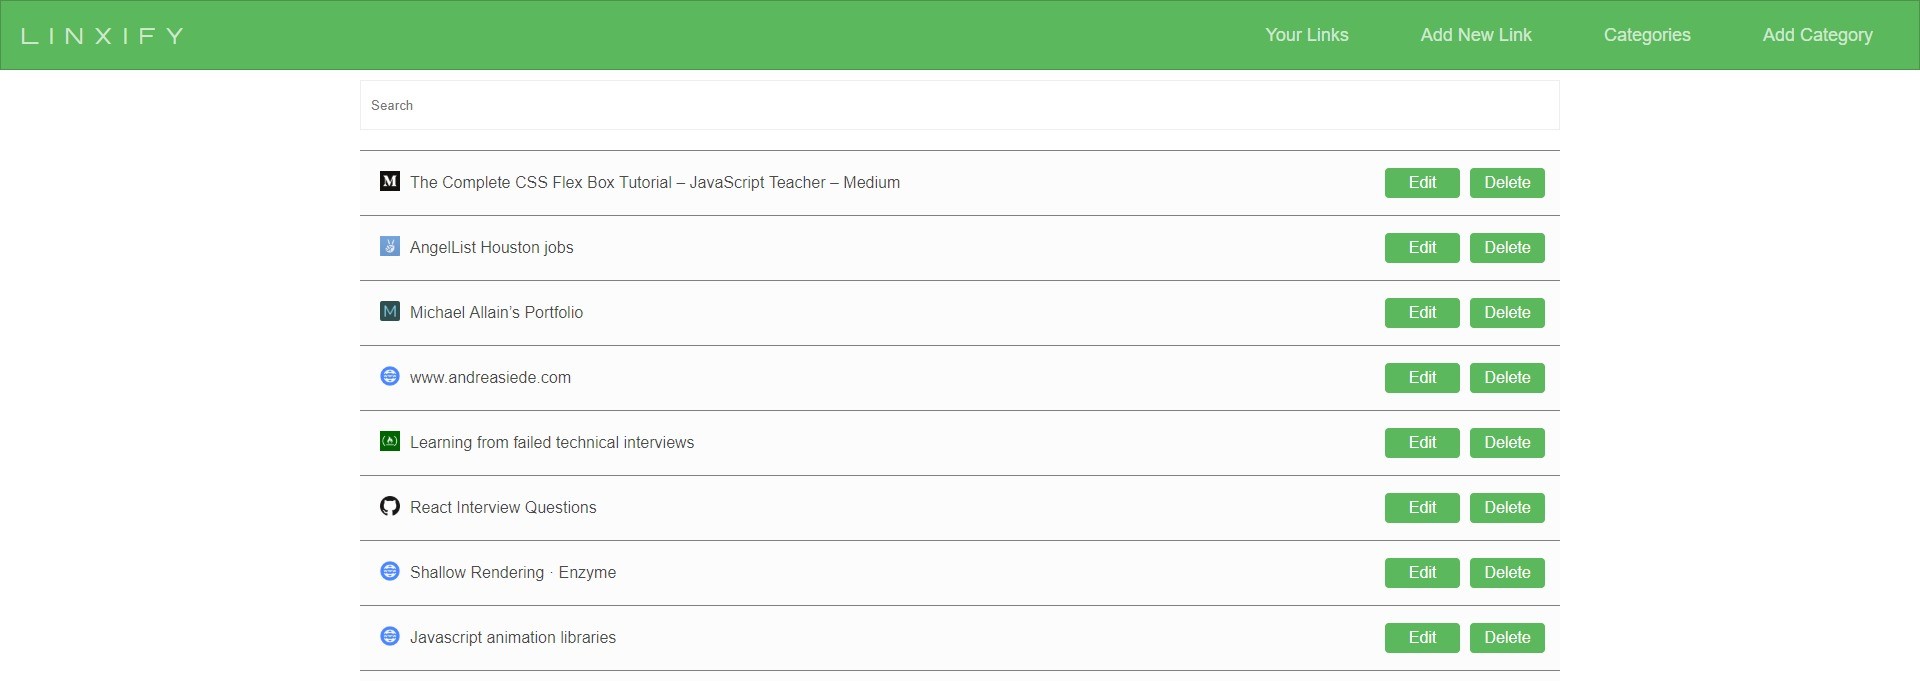 LINXIFY Your Links Add New Link Categories Add Category
Search
M The Complete CSS Flex Box Tutorial – JavaScript Teacher – Medium Edit Delete
AngelList Houston jobs Edit Delete
M Michael Allain’s Portfolio Edit Delete
www.andreasiede.com Edit Delete
Learning from failed technical interviews Edit Delete
React Interview Questions Edit Delete
Shallow Rendering · Enzyme Edit Delete
Javascript animation libraries Edit Delete